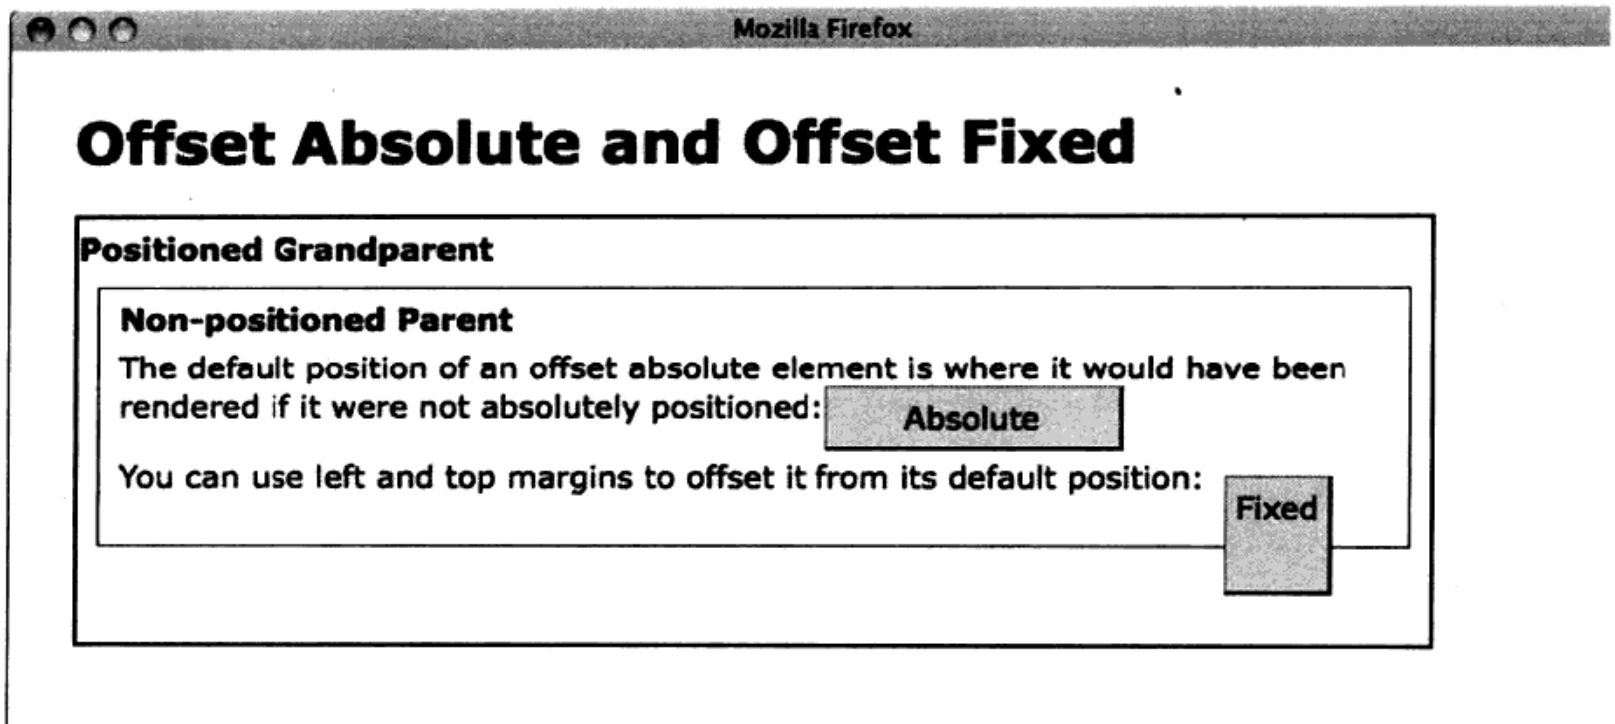 Mozilla Firefox
Offset Absolute and Offset Fixed
Positioned Grandparent
Non-positioned Parent
The default position of an offset absolute element is where it would have been
rendered if it were not absolutely positioned: Absolute
You can use left and top margins to offset it from its default position:
Fixed